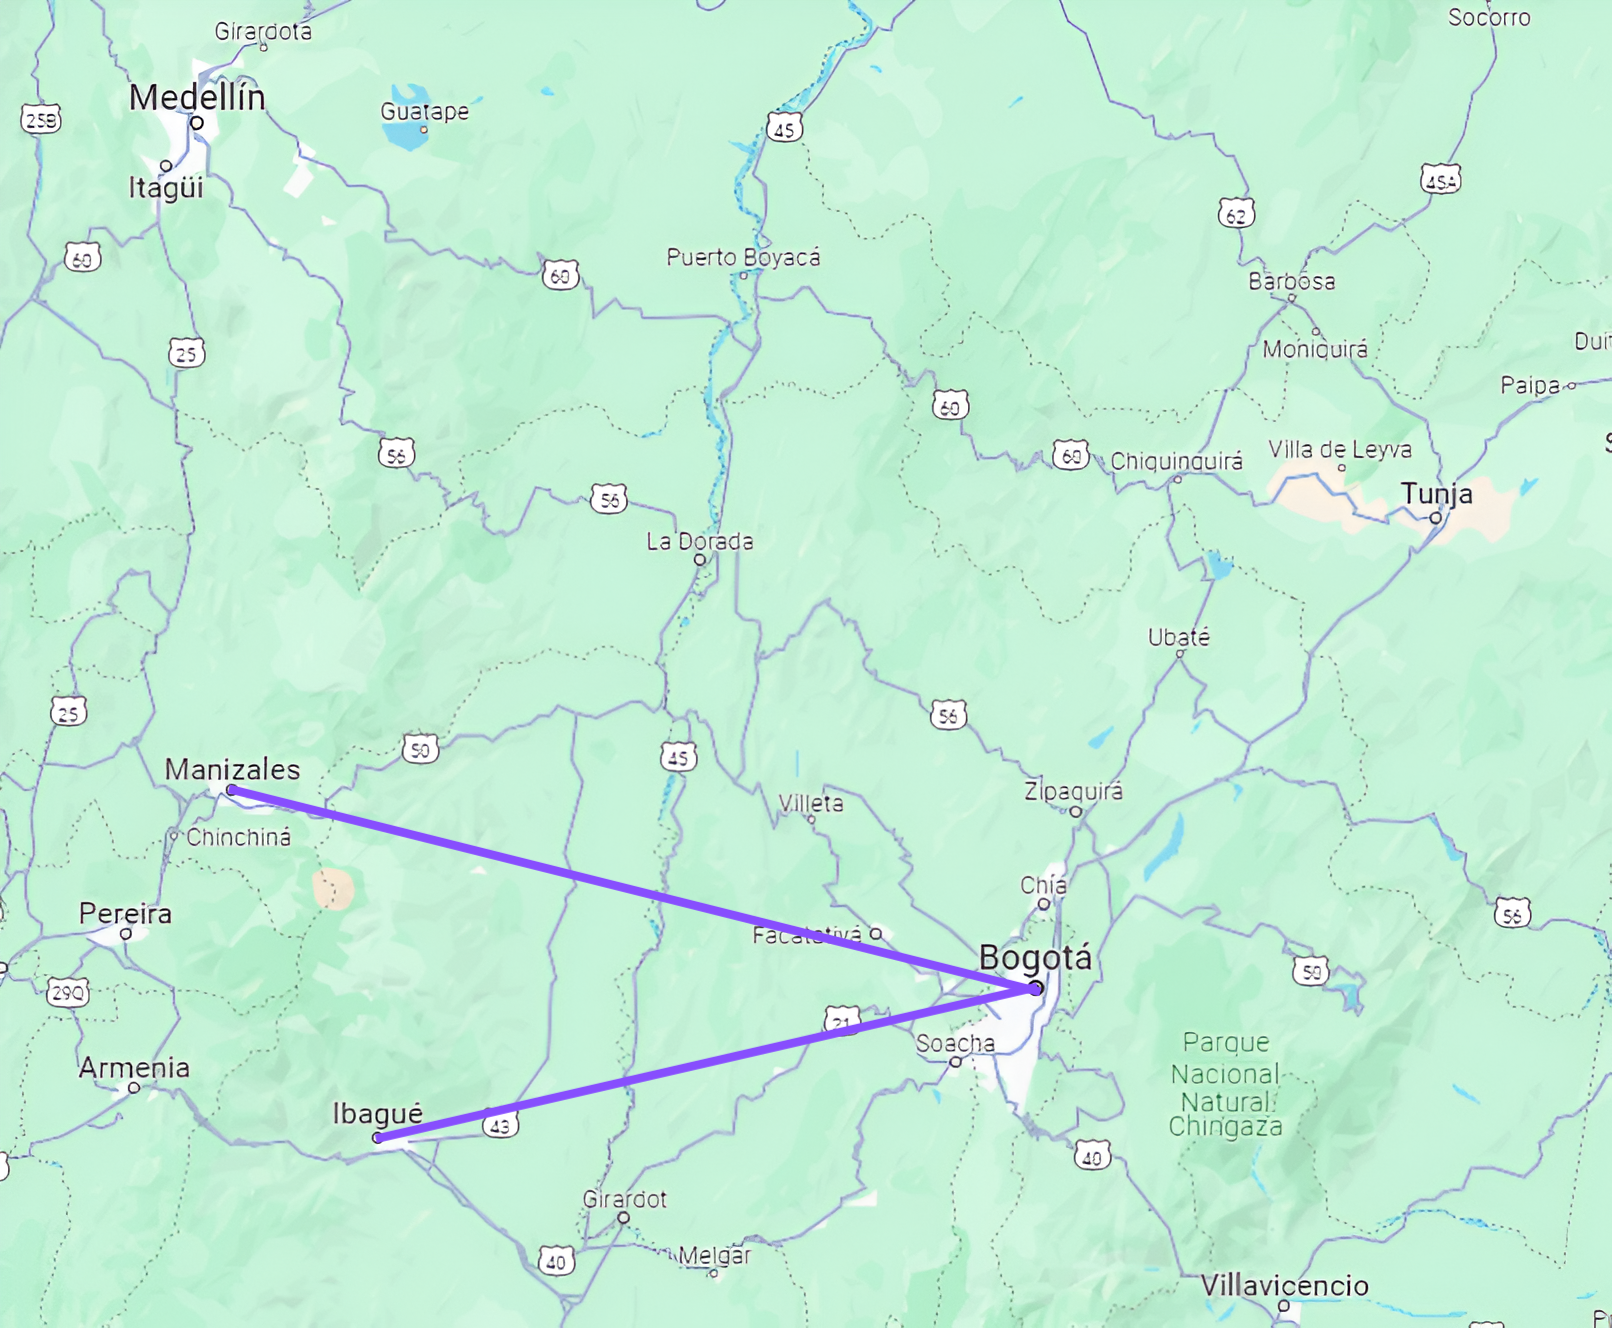 Socorro
Girardota
Medellín
Guatape
25B
45
Itagüi
45A
62
60
Puerto Boyacá
60
Barbosa
25
Moniquirá
Paipa
60
56
60
Chiquinquirá
Villa de Leyva
Tunja
56
La Dorada
Ubaté
25
56
50
45
Manizales
Zipaquirá
Villeta
Chinchiná
Chía
Pereira
56
Facatativá
Bogotá
50
29Q
21
Soacha
Parque
Nacional
Natural
Chingaza
Armenia
Ibagué
43
40
Girardot
Melgar
40
Villavicencio